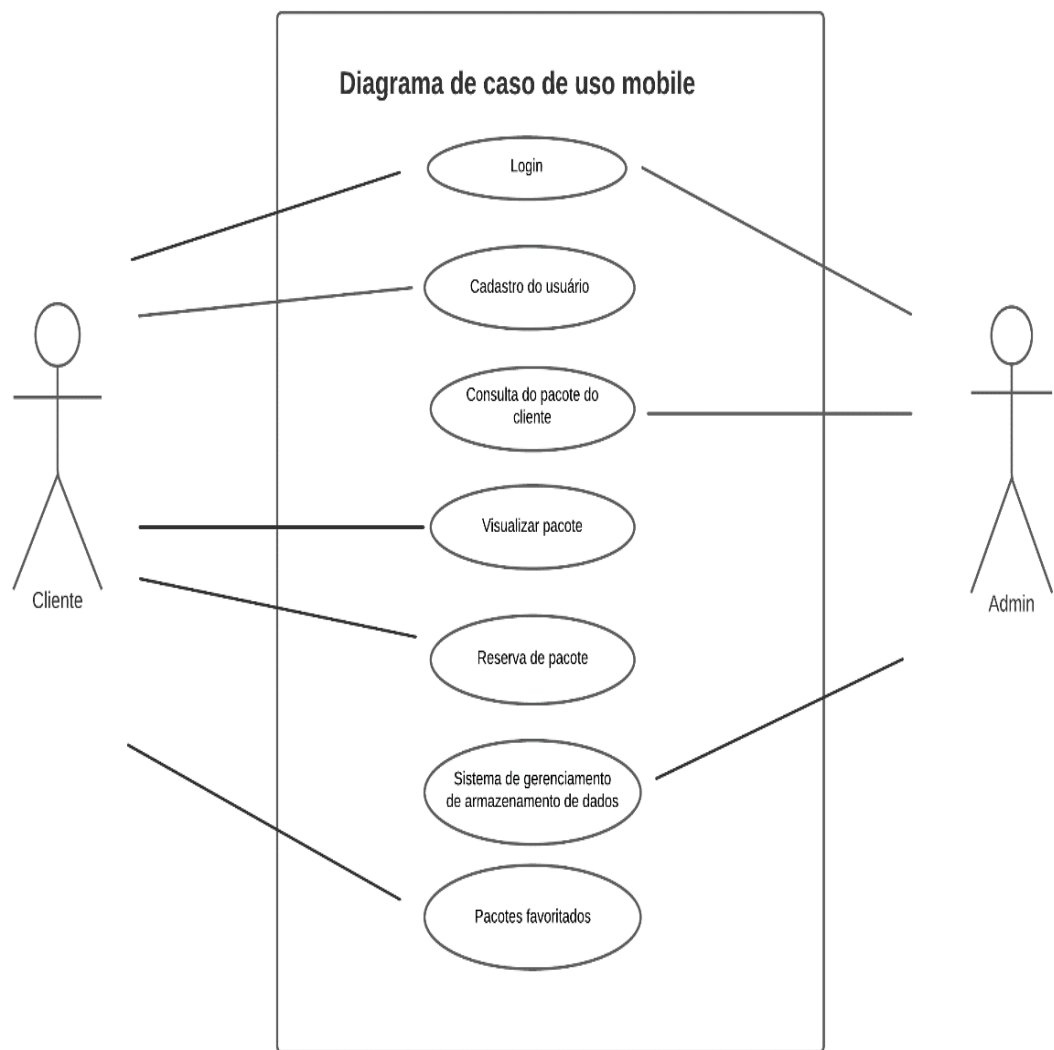 Diagrama de caso de uso mobile
Login
Cadastro do usuário
Consulta do pacote do
cliente
Visualizar pacote
Cliente
Admin
Reserva de pacote
Sistema de gerenciamento
de armazenamento de dados
Pacotes favoritados